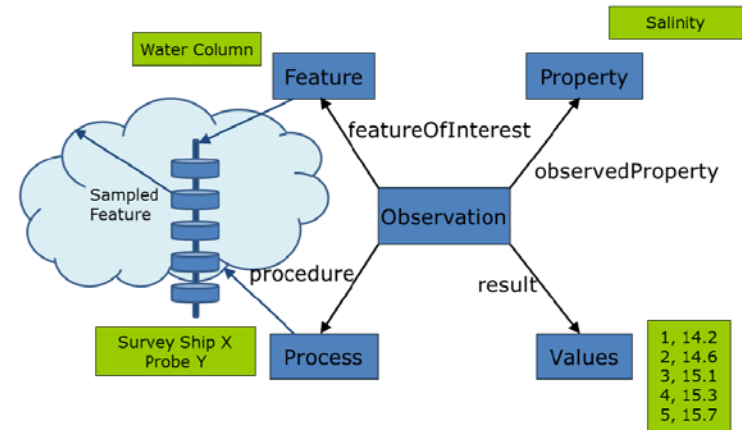 Salinity
Water Column
Feature
Property
featureOfInterest
observedProperty
Sampled
Feature
Observation
procedure
result
Survey Ship X
Probe Y
Process
Values
1, 14.2
2, 14.6
3, 15.1
4, 15.3
5, 15.7